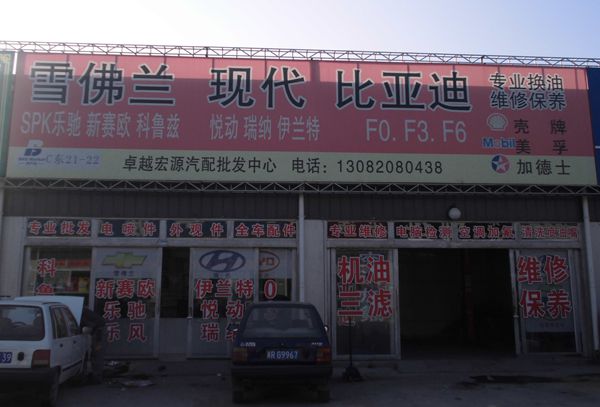 雪佛兰 现代 比亚迪
专业换油
维修保养
SPK乐驰 新赛欧 科鲁兹 悦动 瑞纳 伊兰特 F0. F3. F6
壳牌
Mobil 美孚
加德士
C东21-22 卓越宏源汽配批发中心 电话：13082080438
专业批发 电喷件 外观件 全车配件 专业维修 电脑检测 空调加氟
科鲁
新赛欧
乐驰
乐风
伊兰特
悦动
瑞纳
机油
三滤
维修
保养